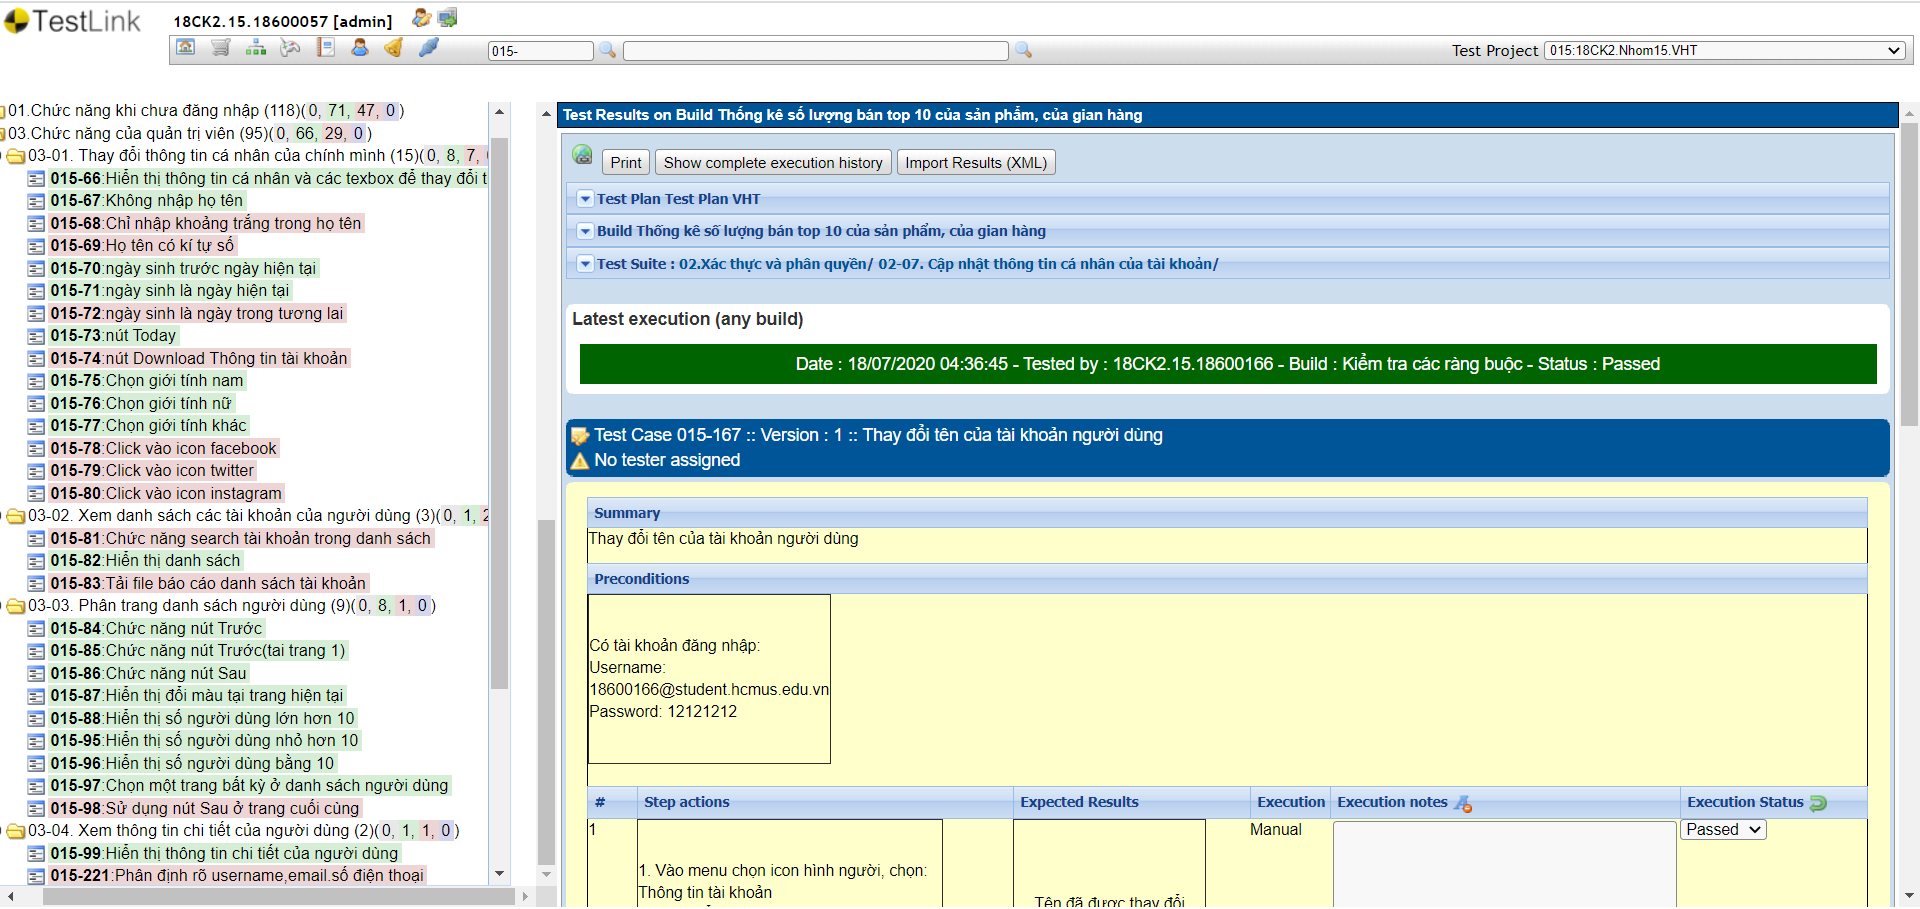 TestLink
18CK2.15.18600057 [admin]
015-
Test Project
015:18CK2.Nhom15.VHT
01.Chức năng khi chưa đăng nhập (118)(0, 71, 47, 0)
03.Chức năng của quản trị viên (95)(0, 66, 29, 0)
03-01. Thay đổi thông tin cá nhân của chính mình (15)(0, 8, 7,
015-66:Hiển thị thông tin cá nhân và các texbox để thay đổi t
015-67:Không nhập họ tên
015-68:Chỉ nhập khoảng trắng trong họ tên
015-69:Họ tên có kí tự số
015-70:ngày sinh trước ngày hiện tại
015-71:ngày sinh là ngày hiện tại
015-72:ngày sinh là ngày trong tương lai
015-73:nút Today
015-74:nút Download Thông tin tài khoản
015-75:Chọn giới tính nam
015-76:Chọn giới tính nữ
015-77:Chọn giới tính khác
015-78:Click vào icon facebook
015-79:Click vào icon twitter
015-80:Click vào icon instagram
03-02. Xem danh sách các tài khoản của người dùng (3)(0, 1, 2
015-81:Chức năng search tài khoản trong danh sách
015-82:Hiển thị danh sách
015-83:Tải file báo cáo danh sách tài khoản
03-03. Phân trang danh sách người dùng (9)(0, 8, 1, 0)
015-84:Chức năng nút Trước
015-85:Chức năng nút Trước(tai trang 1)
015-86:Chức năng nút Sau
015-87:Hiển thị đổi màu tại trang hiện tại
015-88:Hiển thị số người dùng lớn hơn 10
015-95:Hiển thị số người dùng nhỏ hơn 10
015-96:Hiển thị số người dùng bằng 10
015-97:Chọn một trang bất kỳ ở danh sách người dùng
015-98:Sử dụng nút Sau ở trang cuối cùng
03-04. Xem thông tin chi tiết của người dùng (2)(0, 1, 1, 0)
015-99:Hiển thị thông tin chi tiết của người dùng
015-221:Phân định rõ username,email.số điện thoại
Test Results on Build Thống kê số lượng bán top 10 của sản phẩm, của gian hàng
Print
Show complete execution history
Import Results (XML)
Test Plan Test Plan VHT
Build Thống kê số lượng bán top 10 của sản phẩm, của gian hàng
Test Suite : 02.Xác thực và phân quyền/ 02-07. Cập nhật thông tin cá nhân của tài khoản/
Latest execution (any build)
Date : 18/07/2020 04:36:45 - Tested by : 18CK2.15.18600166 - Build : Kiểm tra các ràng buộc - Status : Passed
Test Case 015-167 :: Version : 1 :: Thay đổi tên của tài khoản người dùng
No tester assigned
Summary
Thay đổi tên của tài khoản người dùng
Preconditions
Có tài khoản đăng nhập:
Username:
18600166@student.hcmus.edu.vn
Password: 12121212
# Step actions Expected Results Execution Execution notes Execution Status
1
Manual
Passed
1. Vào menu chọn icon hình người, chọn:
Thông tin tài khoản
Tên đã được thay đổi